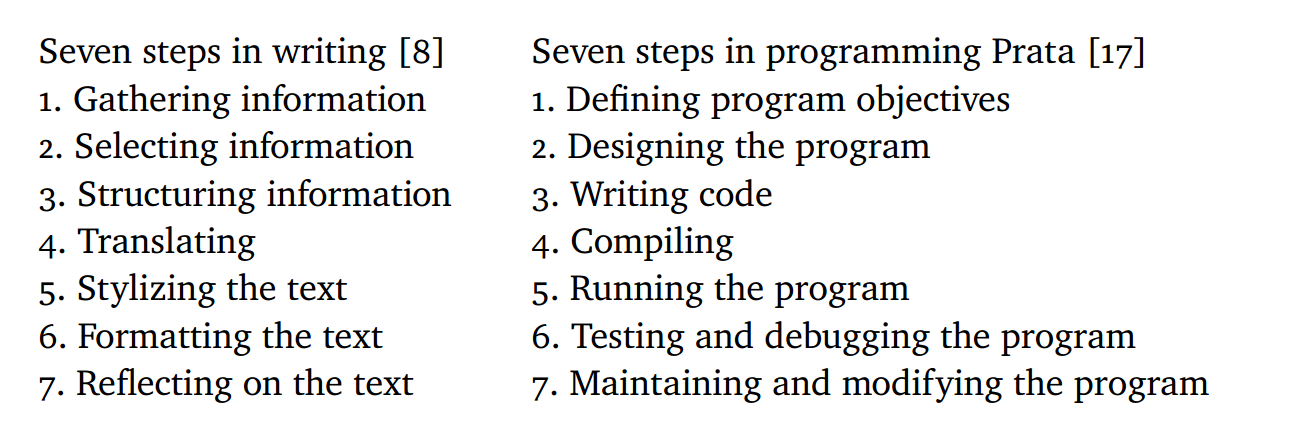 Seven steps in writing [8]
1. Gathering information
2. Selecting information
3. Structuring information
4. Translating
5. Stylizing the text
6. Formatting the text
7. Reflecting on the text
Seven steps in programming Prata [17]
1. Defining program objectives
2. Designing the program
3. Writing code
4. Compiling
5. Running the program
6. Testing and debugging the program
7. Maintaining and modifying the program